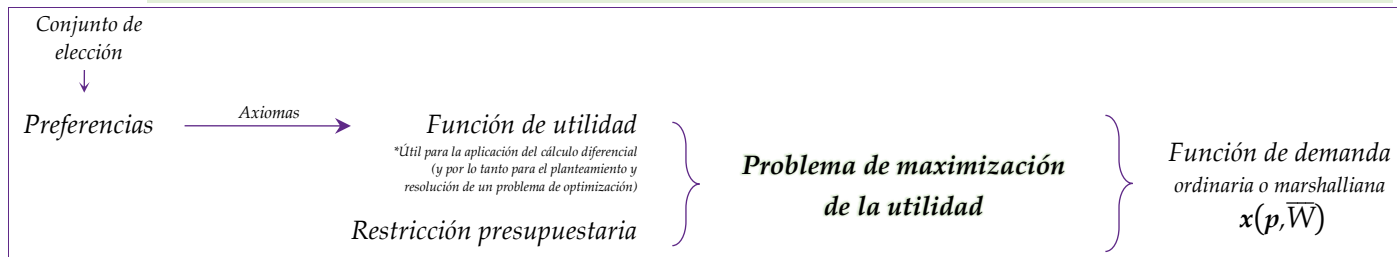 Conjunto de
elección
Preferencias
Axiomas
Función de utilidad
*Útil para la aplicación del cálculo diferencial
(y por lo tanto para el planteamiento y
resolución de un problema de optimización)
Restricción presupuestaria
Problema de maximización
de la utilidad
Función de demanda
ordinaria o marshalliana
x(p,W̅)